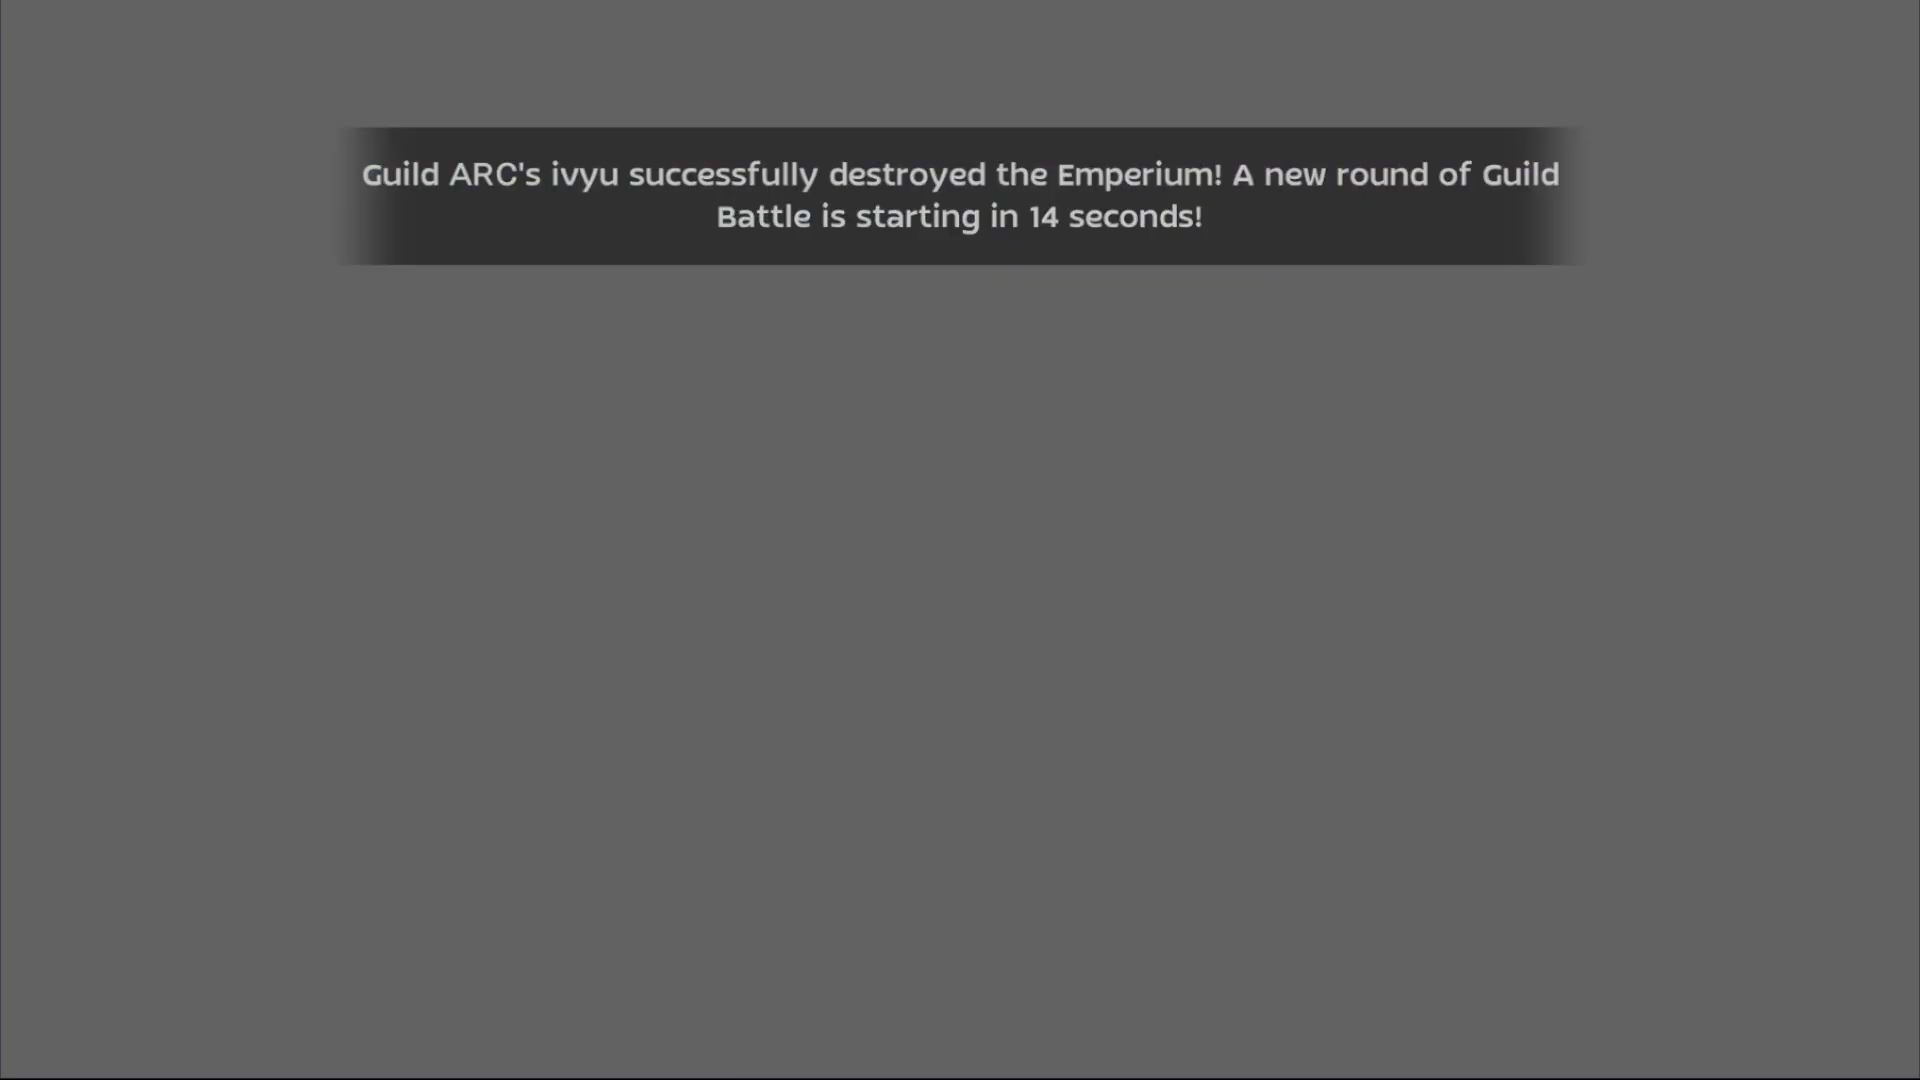 Guild ARC's ivyu successfully destroyed the Emperium! A new round of Guild
Battle is starting in 14 seconds!